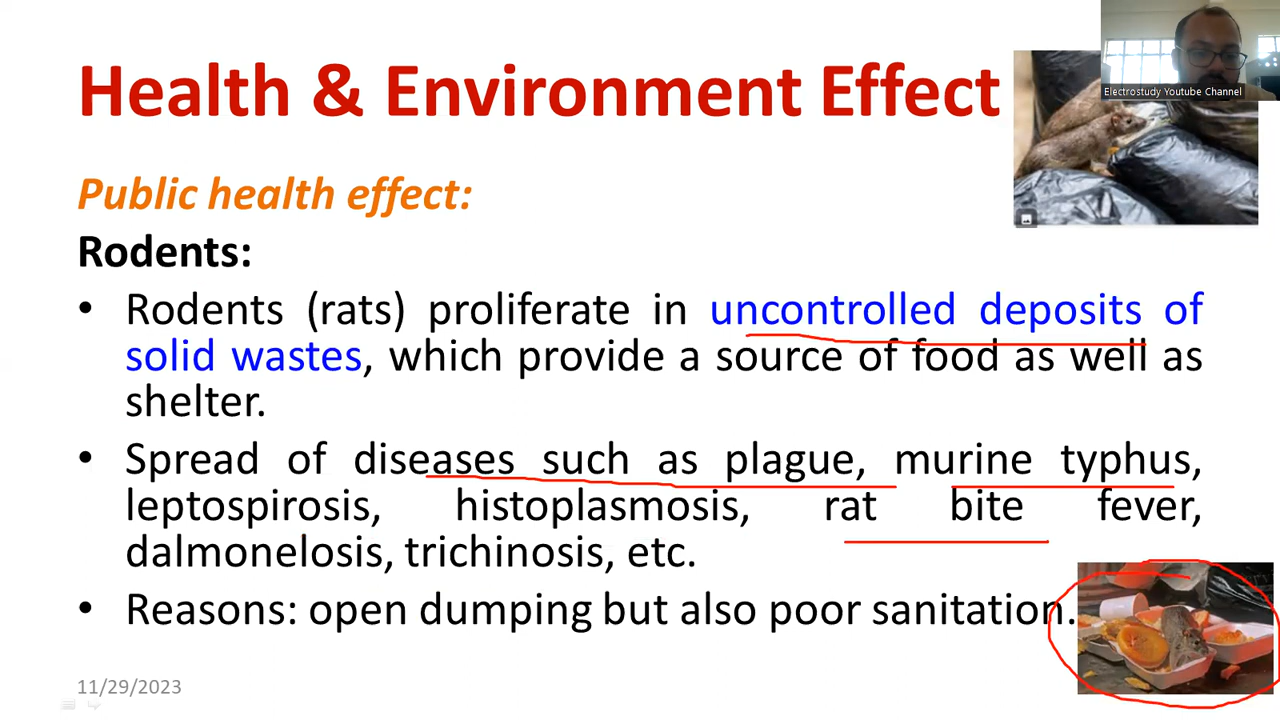 Health & Environment Effect
Electrostudy Youtube Channel
Public health effect:
Rodents:
• Rodents (rats) proliferate in uncontrolled deposits of
solid wastes, which provide a source of food as well as
shelter.
• Spread of diseases such as plague, murine typhus,
leptospirosis, histoplasmosis, rat bite fever,
dalmonelosis, trichinosis, etc.
• Reasons: open dumping but also poor sanitation.
11/29/2023